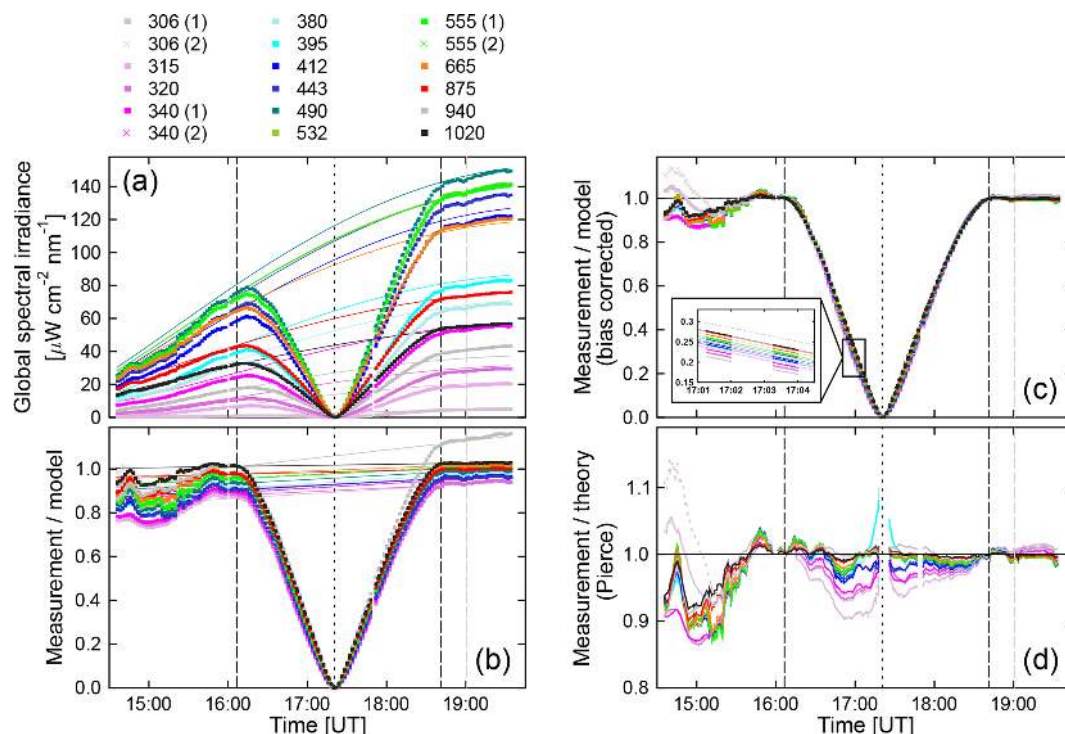 306 (1) 380 555 (1)
306 (2) 395 555 (2)
315 412 665
320 443 875
340 (1) 490 940
340 (2) 532 1020
(a)
Global spectral irradiance
[μW cm-2 nm-1]
140
120
100
80
60
40
20
0
(b)
Measurement / model
1.0
0.8
0.6
0.4
0.2
0.0
15:00 16:00 17:00 18:00 19:00
Time [UT]
(c)
Measurement / model
(bias corrected)
1.0
0.8
0.6
0.4
0.2
0.0
0.3
0.25
0.2
0.15
17:01 17:02 17:03 17:04
(d)
Measurement / theory
(Pierce)
1.1
1.0
0.9
0.8
15:00 16:00 17:00 18:00 19:00
Time [UT]